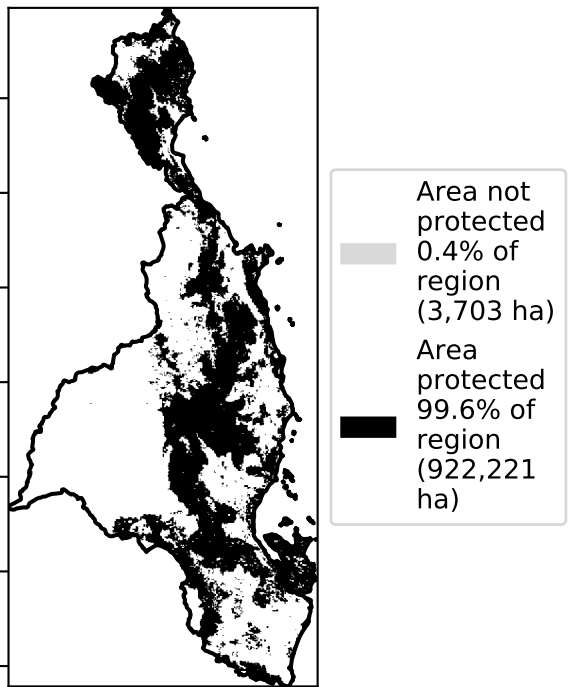 Area not
protected
0.4% of
region
(3,703 ha)
Area
protected
99.6% of
region
(922,221
ha)